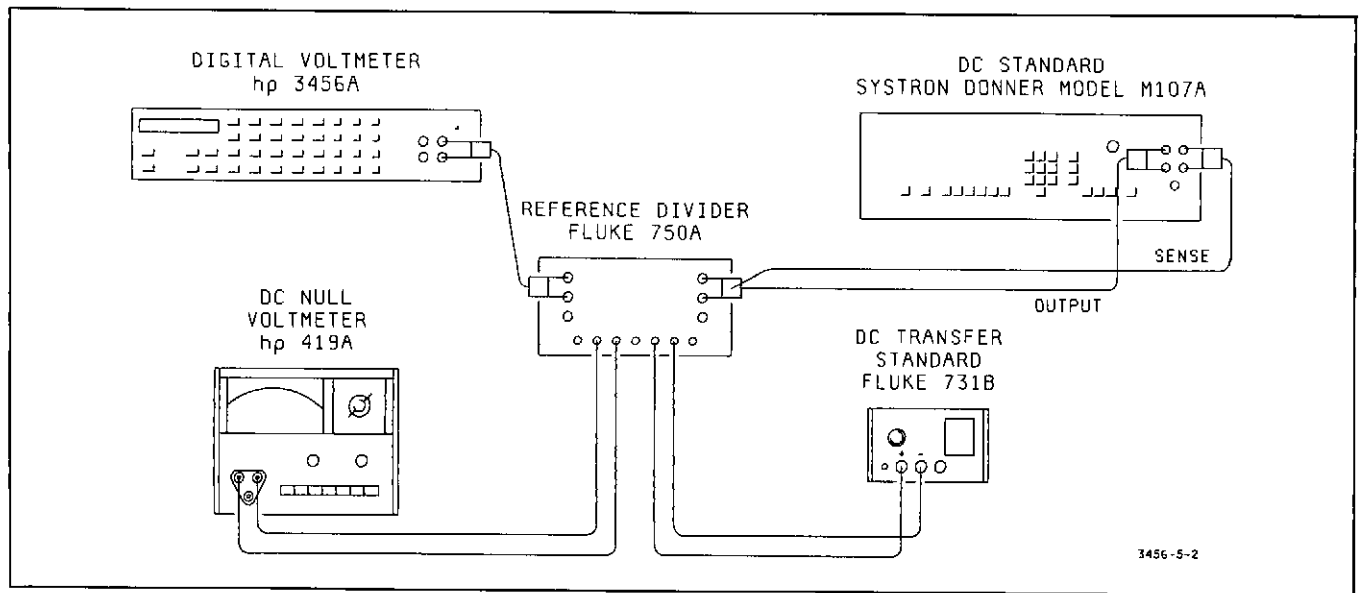 DIGITAL VOLTMETER
hp 3456A
DC STANDARD
SYSTRON DONNER MODEL M107A
REFERENCE DIVIDER
FLUKE 750A
SENSE
OUTPUT
DC NULL
VOLTMETER
hp 419A
DC TRANSFER
STANDARD
FLUKE 731B
+ -
3456-5-2